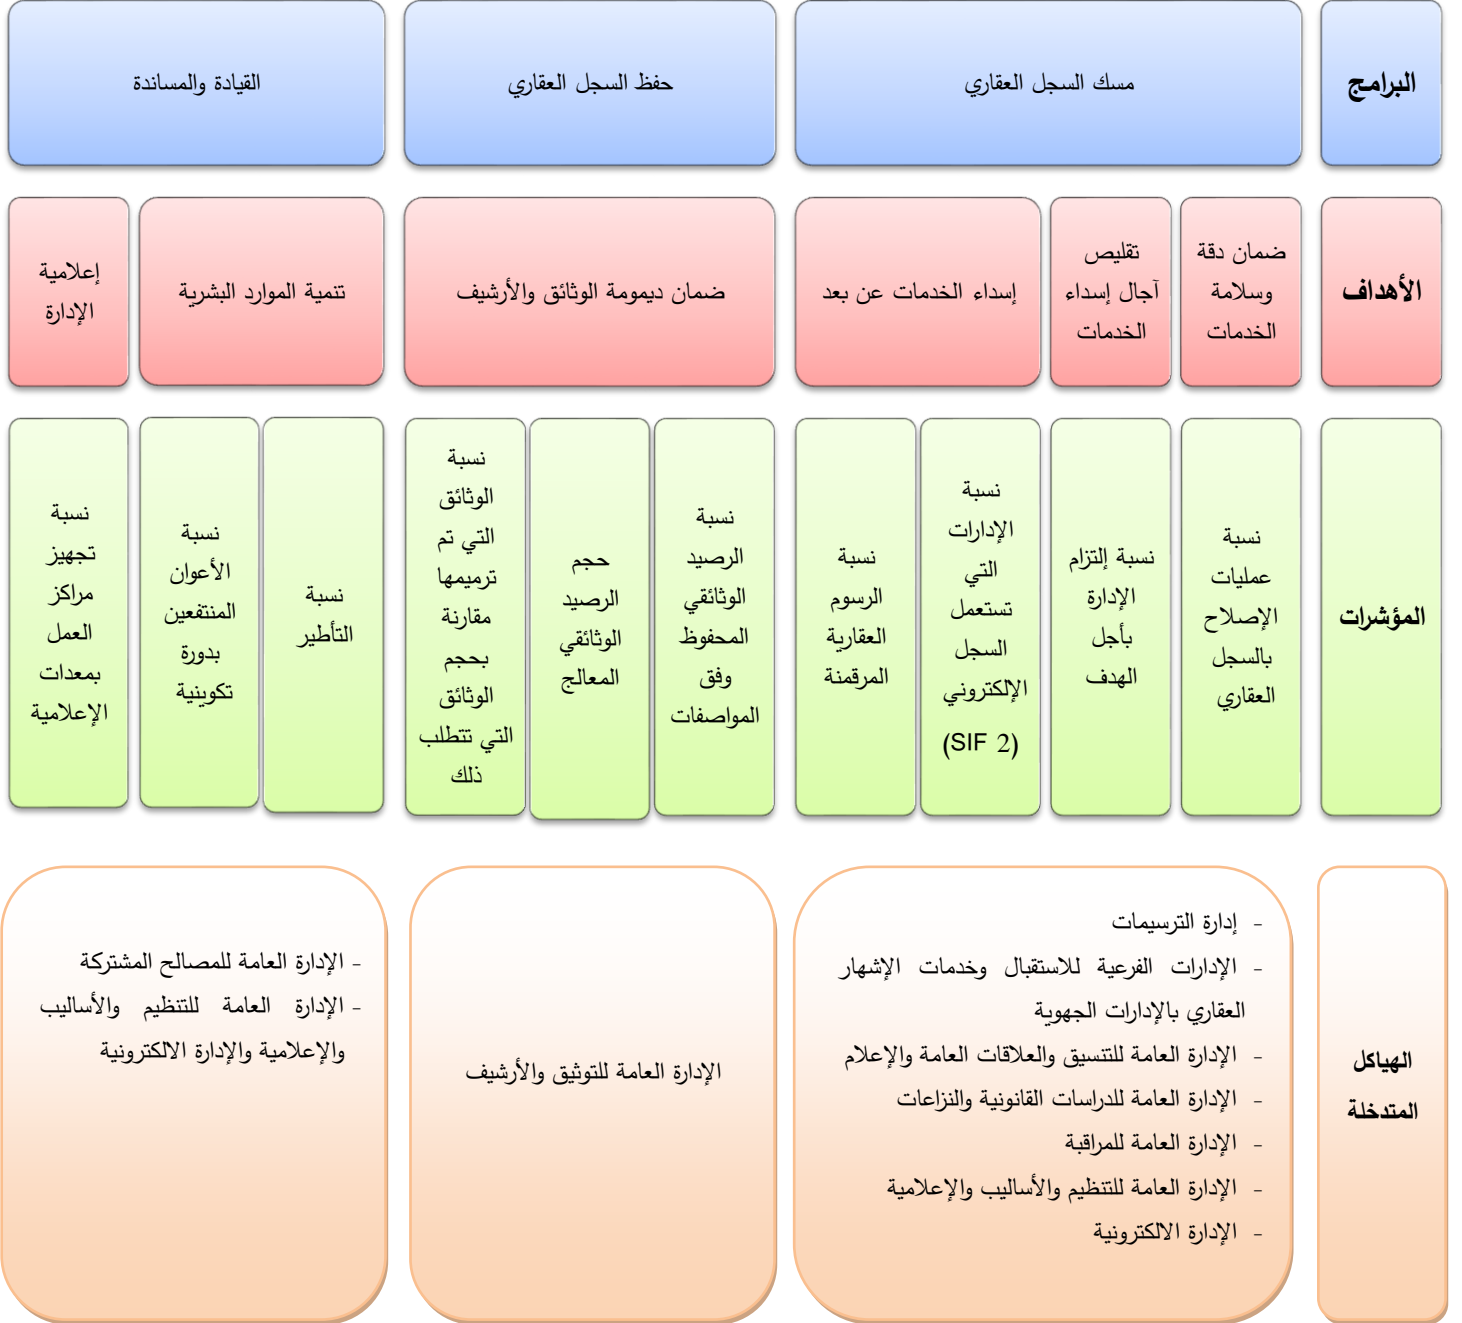 البرامج
مسك السجل العقاري
حفظ السجل العقاري
القيادة والمساندة
الأهداف
ضمان دقة
وسلامة
الخدمات
تقليص
آجال إسداء
الخدمات
إسداء الخدمات عن بعد
ضمان ديمومة الوثائق والأرشيف
تنمية الموارد البشرية
إعلامية
الإدارة
المؤشرات
نسبة
عمليات
الإصلاح
بالسجل
العقاري
نسبة إلتزام
الإدارة
بأجل
الهدف
نسبة
الإدارات
التي
تستعمل
السجل
الإلكتروني
(SIF 2)
نسبة
الرسوم
العقارية
المرقمنة
نسبة
الرصيد
الوثائقي
المحفوظ
وفق
المواصفات
حجم
الرصيد
الوثائقي
المعالج
نسبة
الوثائق
التي تم
ترميمها
مقارنة
بحجم
الوثائق
التي تتطلب
ذلك
نسبة
التأطير
نسبة
الأعوان
المنتفعين
بدورة
تكوينية
نسبة
تجهيز
مراكز
العمل
بمعدات
الإعلامية
الهياكل
المتدخلة
- إدارة الترسيمات
- الإدارات الفرعية للاستقبال وخدمات الإشهار
العقاري بالإدارات الجهوية
- الإدارة العامة للتنسيق والعلاقات العامة والإعلام
- الإدارة العامة للدراسات القانونية والنزاعات
- الإدارة العامة للمراقبة
- الإدارة العامة للتنظيم والأساليب والإعلامية
- الإدارة الالكترونية
الإدارة العامة للتوثيق والأرشيف
- الإدارة العامة للمصالح المشتركة
- الإدارة العامة للتنظيم والأساليب
والإعلامية والإدارة الالكترونية